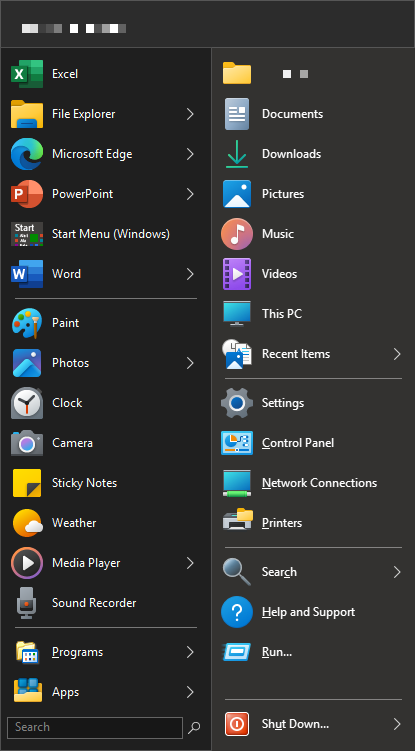 Excel
File Explorer
Microsoft Edge
PowerPoint
Start
Start Menu (Windows)
Word
Paint
Photos
Clock
Camera
Sticky Notes
Weather
Media Player
Sound Recorder
Programs
Apps
Search
Documents
Downloads
Pictures
Music
Videos
This PC
Recent Items
Settings
Control Panel
Network Connections
Printers
Search
Help and Support
Run...
Shut Down...